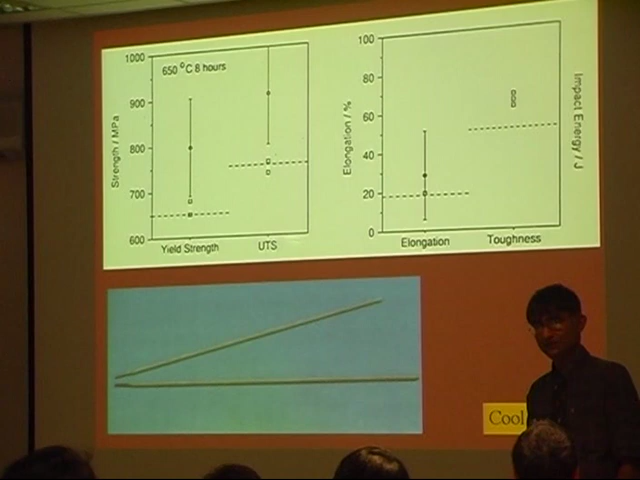 650 °C 8 hours
Strength / MPa
1000
900
800
700
600
Yield Strength
UTS
Elongation / %
100
80
60
40
20
0
Elongation
Toughness
Impact Energy / J
Cool